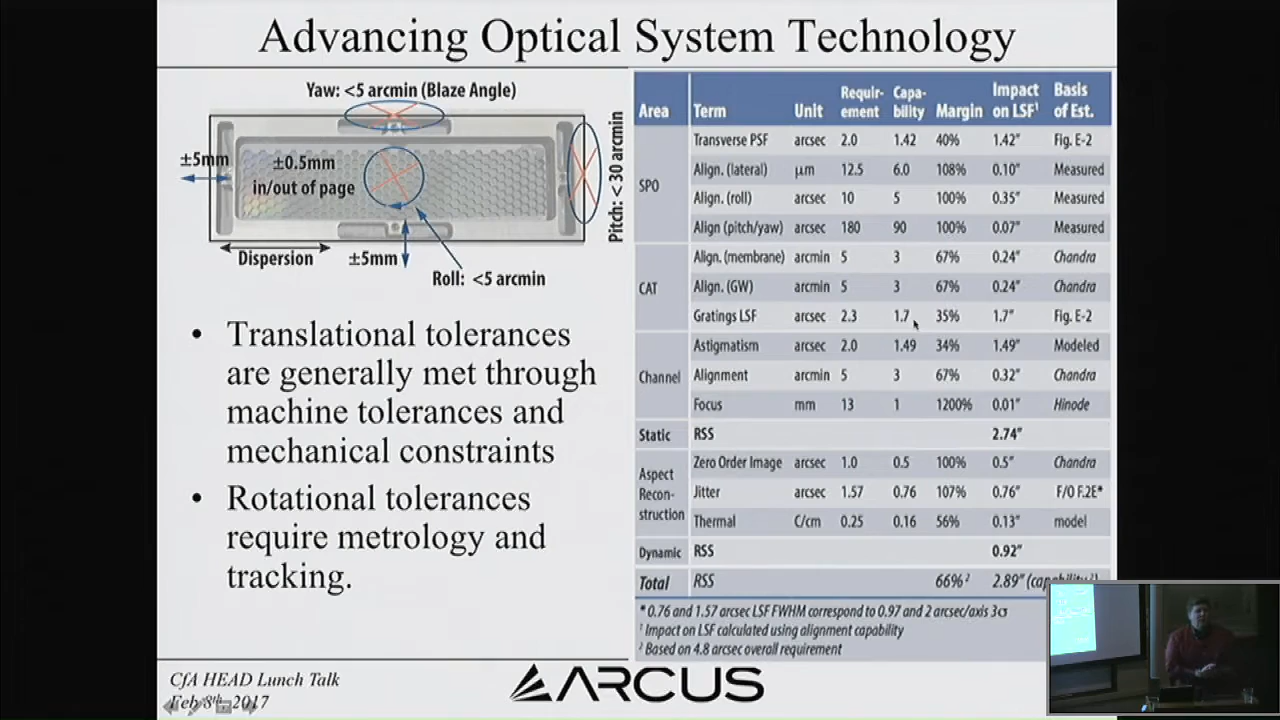 Advancing Optical System Technology
Yaw: <5 arcmin (Blaze Angle)
±5mm
±0.5mm
in/out of page
Pitch: < 30 arcmin
Dispersion
±5mm
Roll: <5 arcmin
• Translational tolerances
are generally met through
machine tolerances and
mechanical constraints
• Rotational tolerances
require metrology and
tracking.
Area Term Unit Requir-ement Capa-bility Margin Impact on LSF¹ Basis of Est.
SPO
Transverse PSF arcsec 2.0 1.42 40% 1.42" Fig. E-2
Align. (lateral) μm 12.5 6.0 108% 0.10" Measured
Align. (roll) arcsec 10 5 100% 0.35" Measured
Align (pitch/yaw) arcsec 180 90 100% 0.07" Measured
CAT
Align. (membrane) arcmin 5 3 67% 0.24" Chandra
Align. (GW) arcmin 5 3 67% 0.24" Chandra
Gratings LSF arcsec 2.3 1.7 35% 1.7" Fig. E-2
Channel
Astigmatism arcsec 2.0 1.49 34% 1.49" Modeled
Alignment arcmin 5 3 67% 0.32" Chandra
Focus mm 13 1 1200% 0.01" Hinode
Static RSS 2.74"
Aspect Recon-struction
Zero Order Image arcsec 1.0 0.5 100% 0.5" Chandra
Jitter arcsec 1.57 0.76 107% 0.76" F/O F.2E*
Thermal C/cm 0.25 0.16 56% 0.13" model
Dynamic RSS 0.92"
Total RSS 66%² 2.89" (capability²)
* 0.76 and 1.57 arcsec LSF FWHM correspond to 0.97 and 2 arcsec/axis 3σ
¹ Impact on LSF calculated using alignment capability
² Based on 4.8 arcsec overall requirement
CfA HEAD Lunch Talk
Feb 8th, 2017
ARCUS